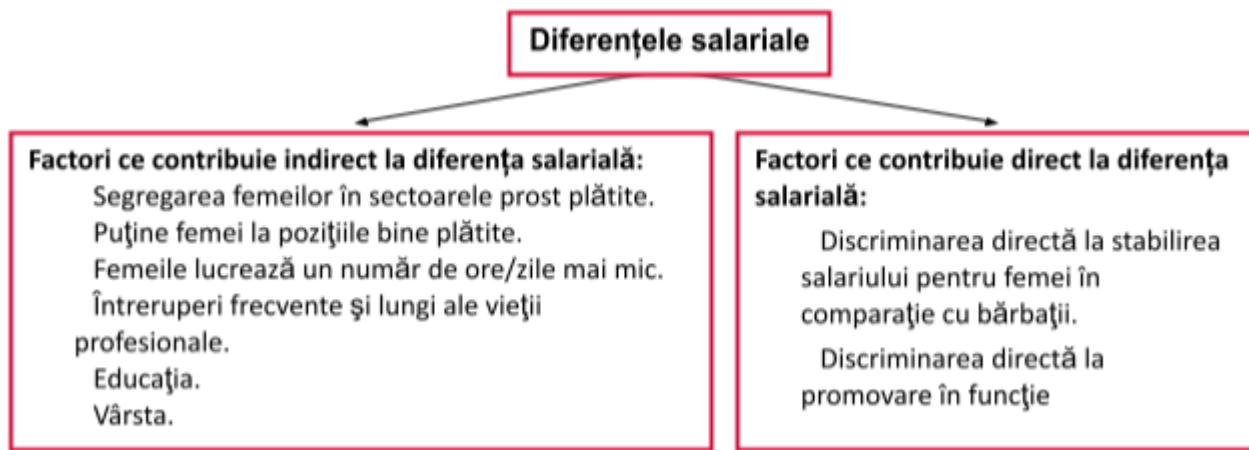 Diferențele salariale
Factori ce contribuie indirect la diferența salarială:
Segregarea femeilor în sectoarele prost plătite.
Puţine femei la poziţiile bine plătite.
Femeile lucrează un număr de ore/zile mai mic.
Întreruperi frecvente şi lungi ale vieţii
profesionale.
Educaţia.
Vârsta.
Factori ce contribuie direct la diferența
salarială:
Discriminarea directă la stabilirea
salariului pentru femei în
comparaţie cu bărbaţii.
Discriminarea directă la
promovare în funcţie